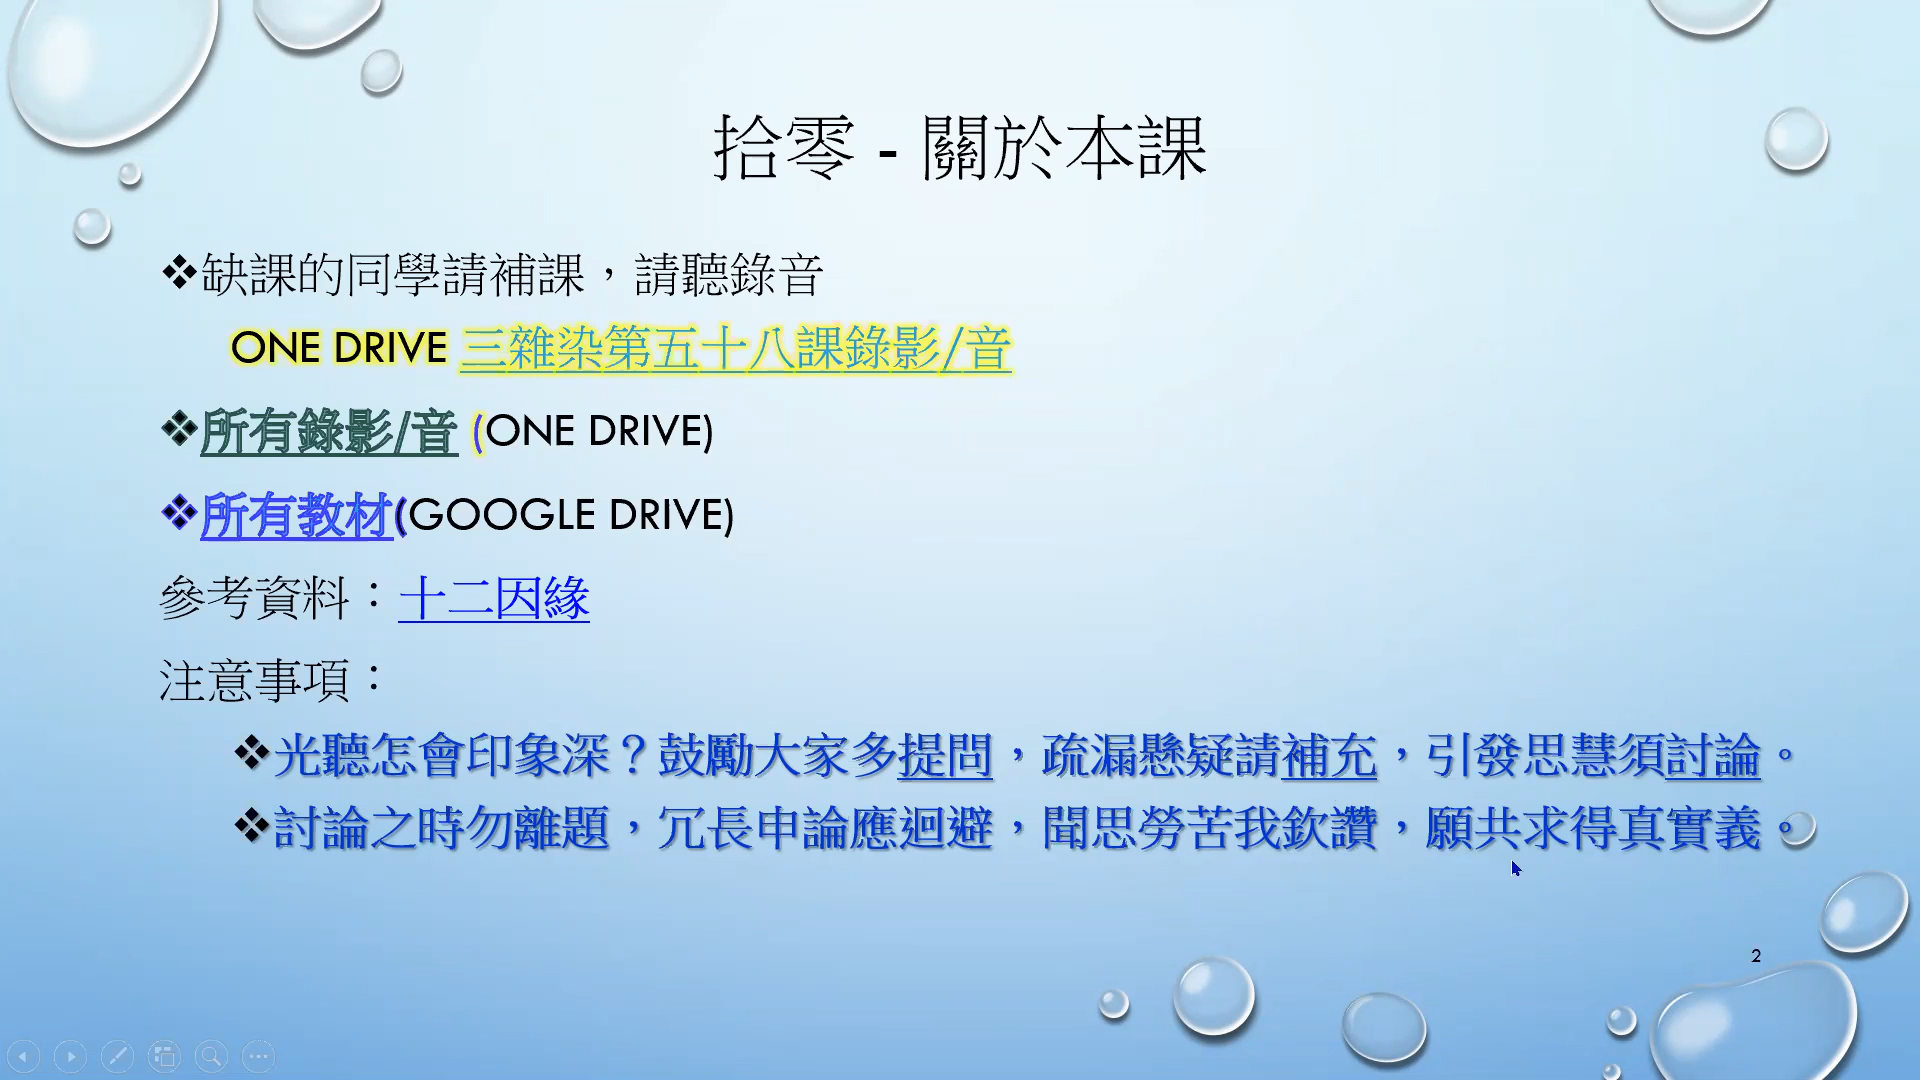 拾零 - 關於本課
❖缺課的同學請補課，請聽錄音
ONE DRIVE 三雜染第五十八課錄影/音
❖所有錄影/音 (ONE DRIVE)
❖所有教材(GOOGLE DRIVE)
參考資料：十二因緣
注意事項：
❖光聽怎會印象深？鼓勵大家多提問，疏漏懸疑請補充，引發思慧須討論。
❖討論之時勿離題，冗長申論應迴避，聞思勞苦我欽讚，願共求得真實義。
2